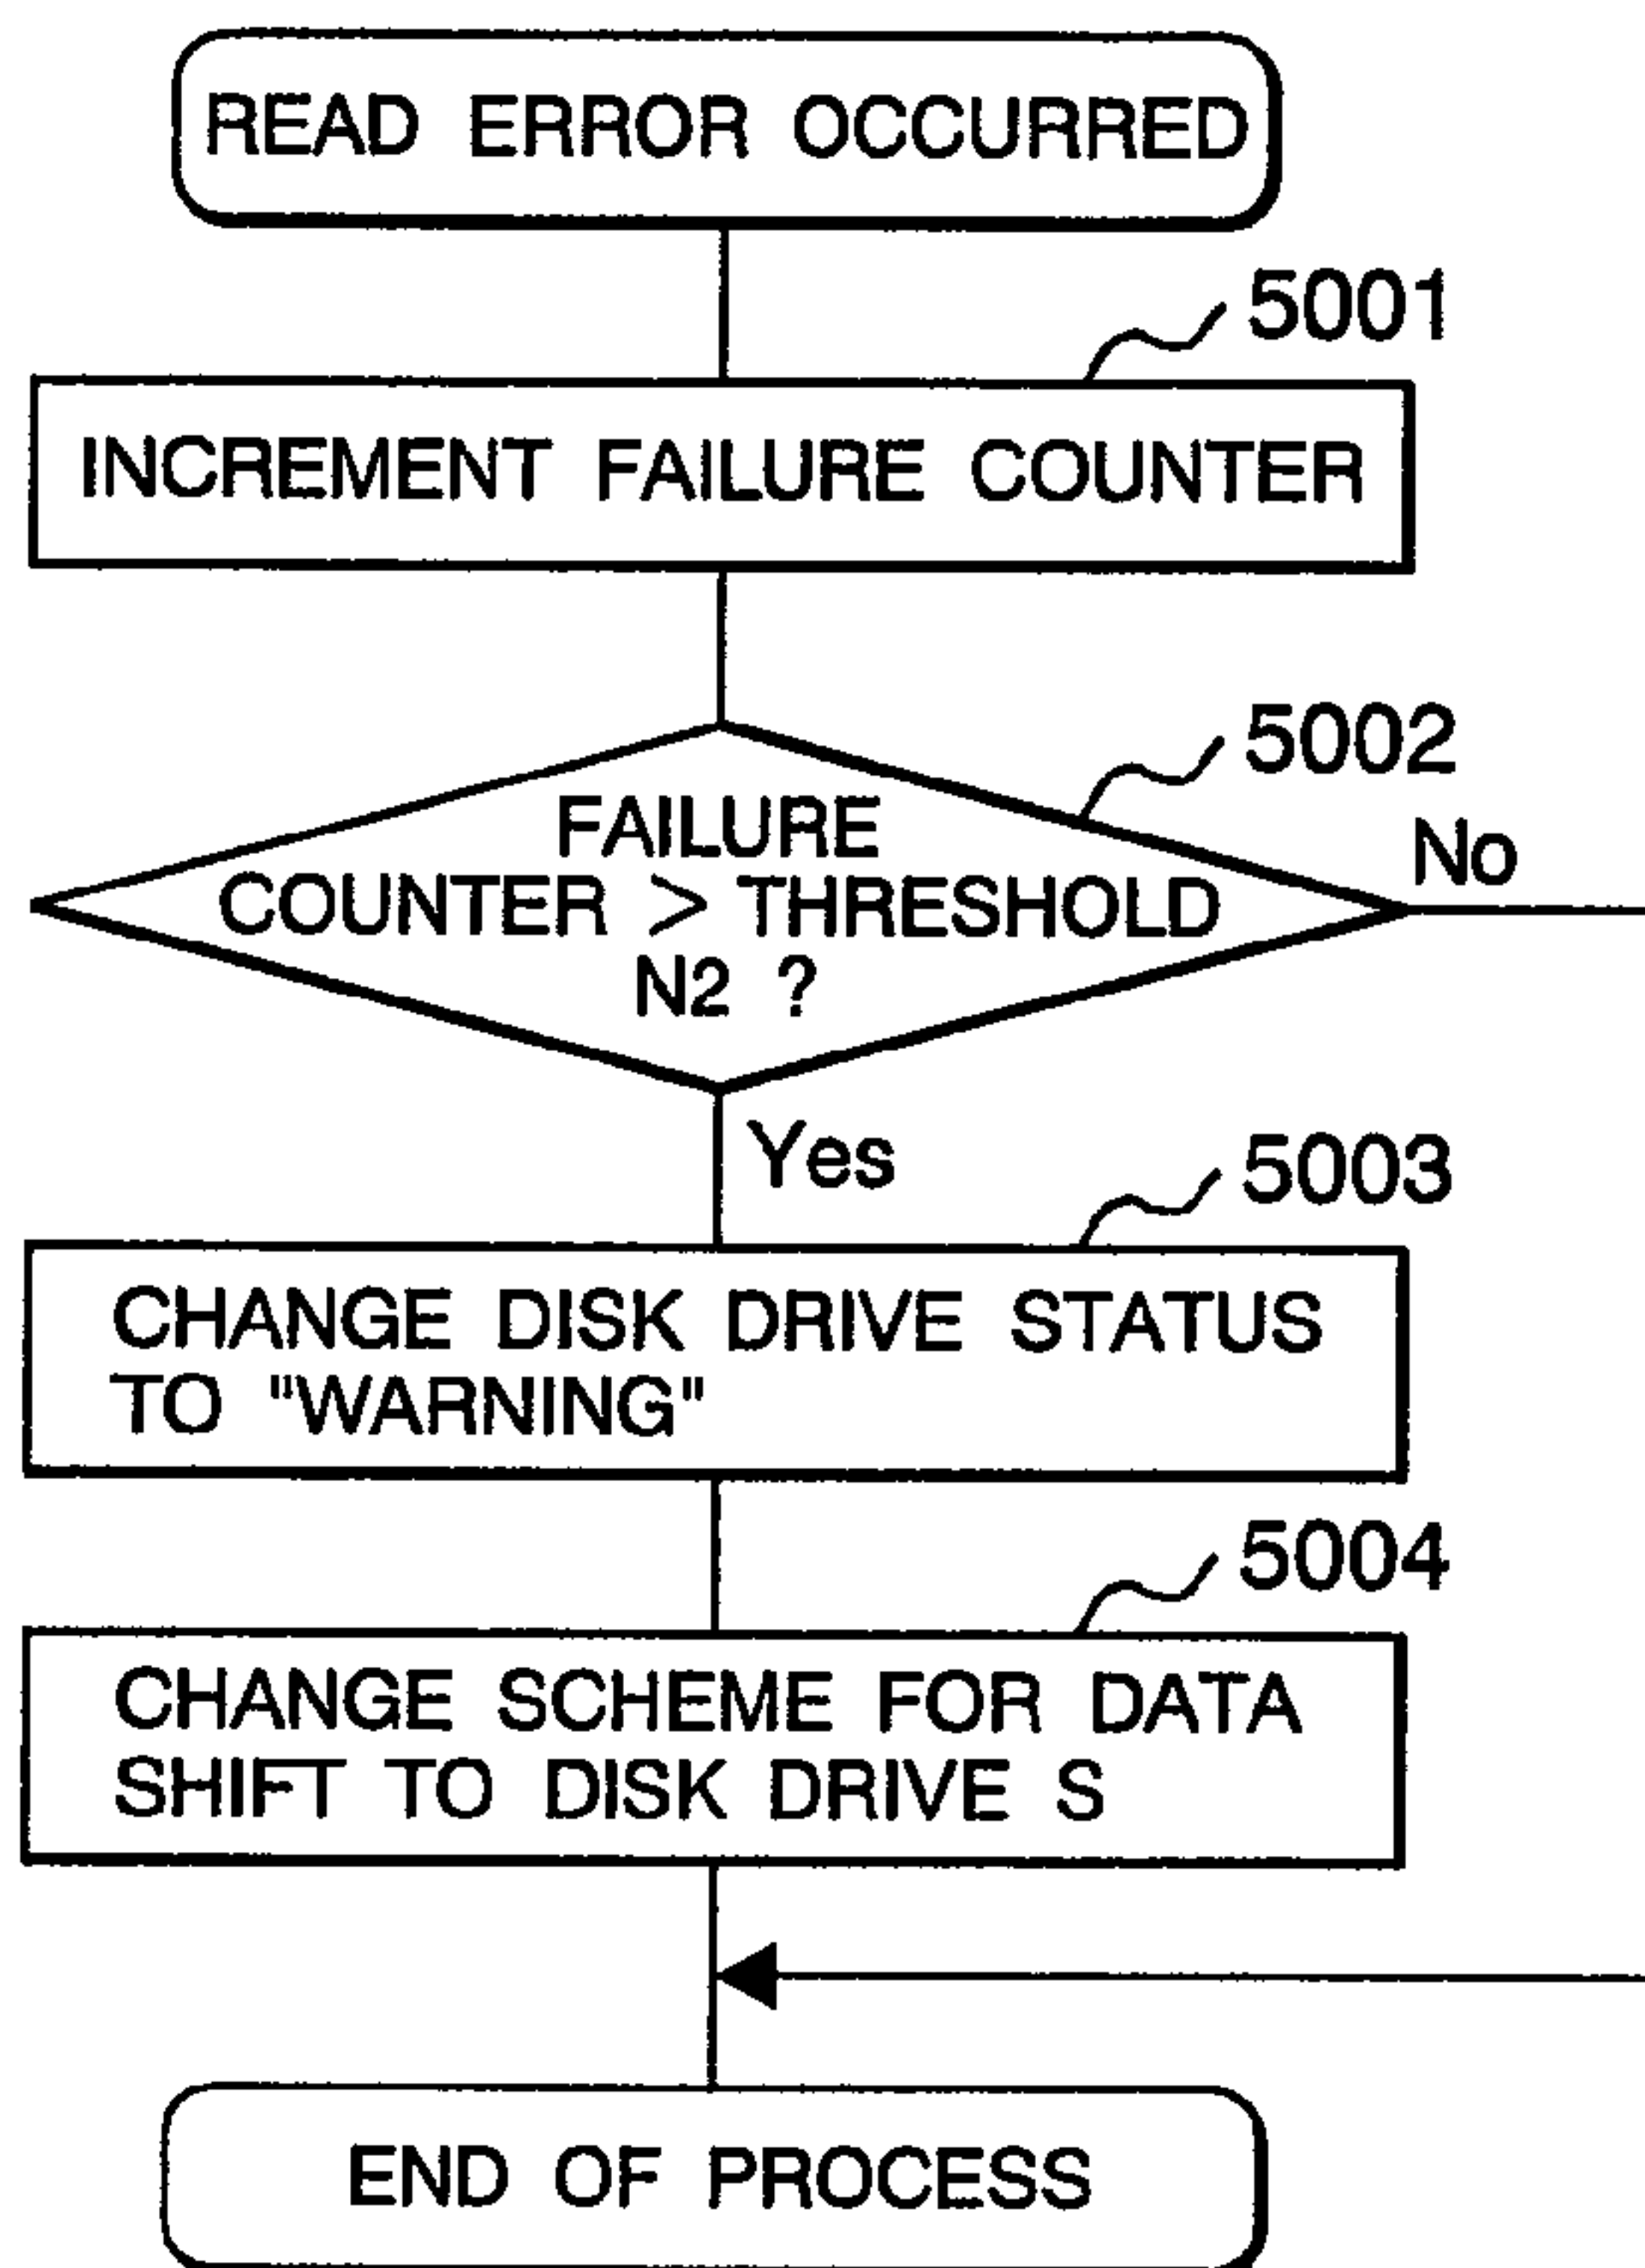 READ ERROR OCCURRED
5001
INCREMENT FAILURE COUNTER
5002
FAILURE
COUNTER > THRESHOLD
N2 ?
No
Yes
5003
CHANGE DISK DRIVE STATUS
TO "WARNING"
5004
CHANGE SCHEME FOR DATA
SHIFT TO DISK DRIVE S
END OF PROCESS